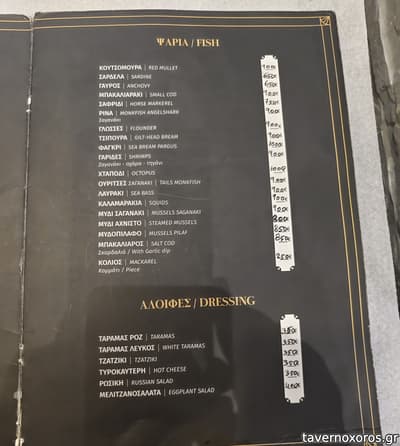 ΨΑΡΙΑ / FISH
ΚΟΥΤΣΟΜΟΥΡΑ | RED MULLET
ΣΑΡΔΕΛΑ | SARDINE
ΓΑΥΡΟΣ | ANCHOVY
ΜΠΑΚΑΛΙΑΡΑΚΙ | SMALL COD
ΣΑΦΡΙΔΙ | HORSE MARKEREL
ΡΙΝΑ | MONKFISH ANGELSHARK
Σαγανάκι
ΓΛΩΣΣΕΣ | FLOUNDER
ΤΣΙΠΟΥΡΑ | GILT-HEAD BREAM
ΦΑΓΚΡΙ | SEA BREAM PARGUS
ΓΑΡΙΔΕΣ | SHRIMPS
Σαγανάκι - σχάρα - τηγάνι
ΧΤΑΠΟΔΙ | OCTOPUS
ΟΥΡΙΤΣΕΣ ΣΑΓΑΝΑΚΙ | TAILS MONKFISH
ΛΑΥΡΑΚΙ | SEA BASS
ΚΑΛΑΜΑΡΑΚΙΑ | SQUIDS
ΜΥΔΙ ΣΑΓΑΝΑΚΙ | MUSSELS SAGANAKI
ΜΥΔΙ ΑΧΝΙΣΤΟ | STEAMED MUSSELS
ΜΥΔΟΠΙΛΑΦΟ | MUSSELS PILAF
ΜΠΑΚΑΛΙΑΡΟΣ | SALT COD
Σκορδαλιά / With Garlic dip
ΚΟΛΙΟΣ | MACKAREL
Κομμάτι / Piece
ΑΛΟΙΦΕΣ / DRESSING
ΤΑΡΑΜΑΣ ΡΟΖ | TARAMAS
ΤΑΡΑΜΑΣ ΛΕΥΚΟΣ | WHITE TARAMAS
ΤΖΑΤΖΙΚΙ | TZATZIKI
ΤΥΡΟΚΑΥΤΕΡΗ | HOT CHEESE
ΡΩΣΙΚΗ | RUSSIAN SALAD
ΜΕΛΙΤΖΑΝΟΣΑΛΑΤΑ | EGGPLANT SALAD
tavernoxoros.gr